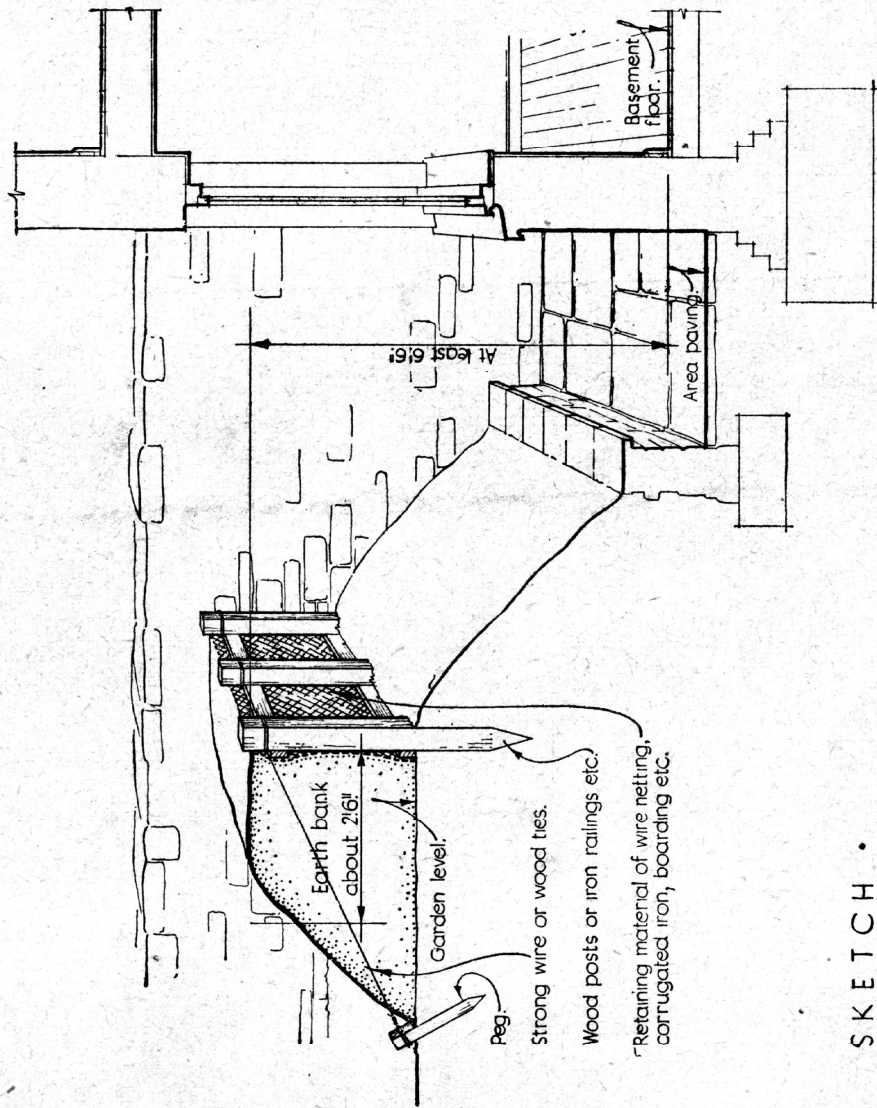 Basement
floor.
At least 6'6"
Area paving.
Earth bank
about 2'6"
Garden level.
Peg.
Strong wire or wood ties.
Wood posts or iron railings etc.
Retaining material of wire netting,
corrugated iron, boarding etc.
SKETCH.